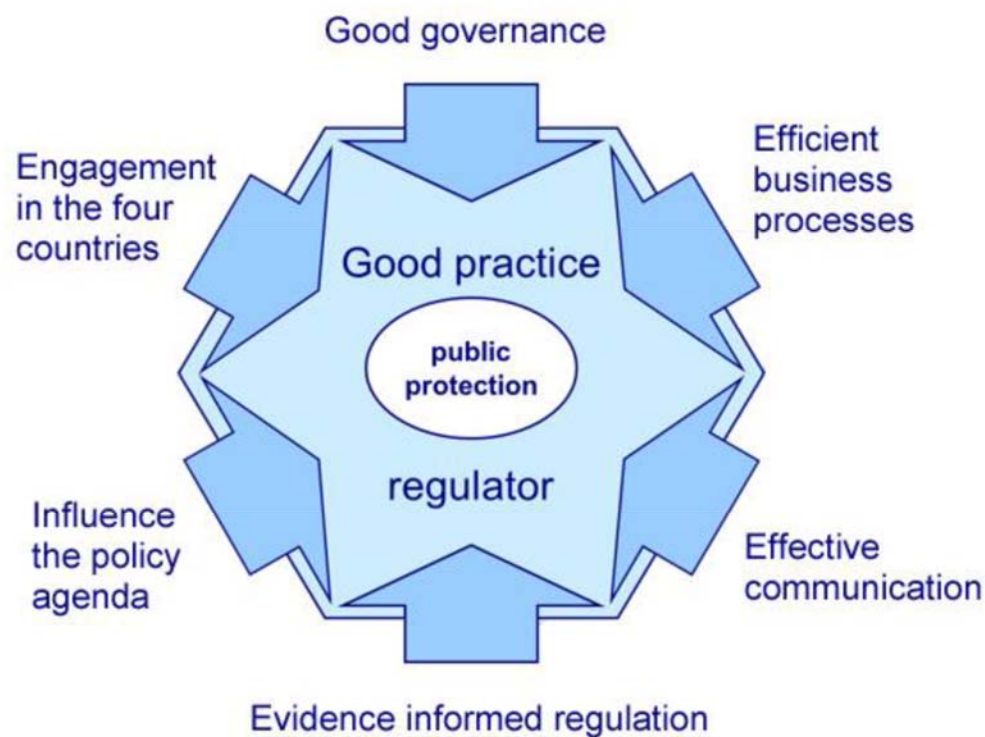 Good governance
Efficient
business
processes
Engagement
in the four
countries
Good practice
public
protection
regulator
Influence
the policy
agenda
Effective
communication
Evidence informed regulation